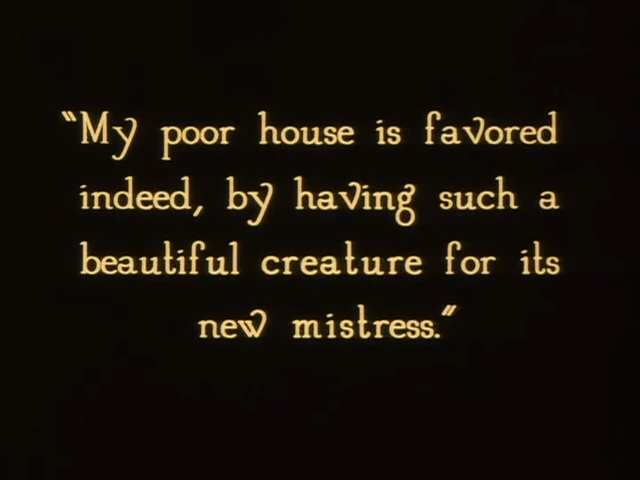 "My poor house is favored
indeed, by having such a
beautiful creature for its
new mistress."